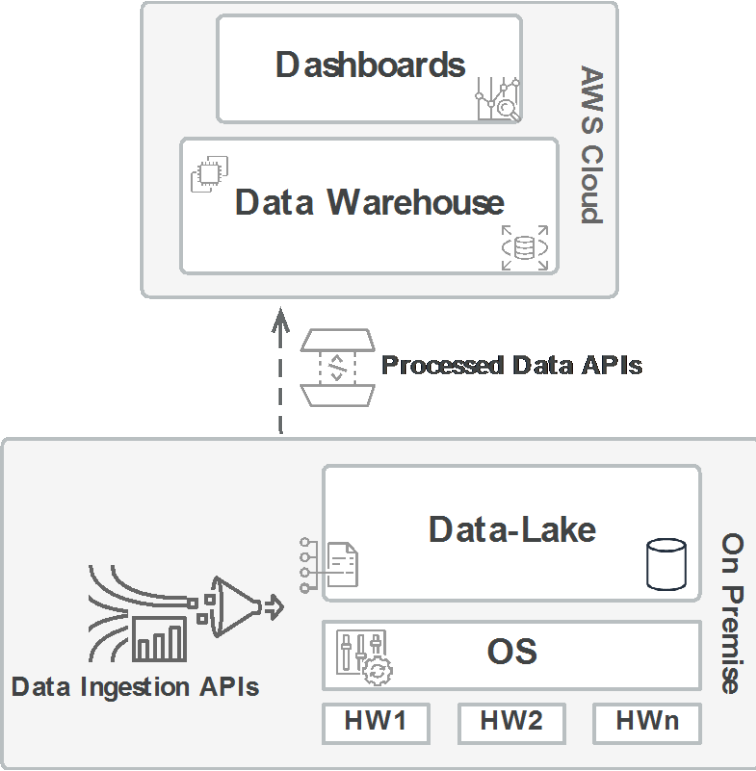 Dashboards
AWS Cloud
Data Warehouse
Processed Data APIs
Data-Lake
On Premise
OS
Data Ingestion APIs
HW1
HW2
HWn